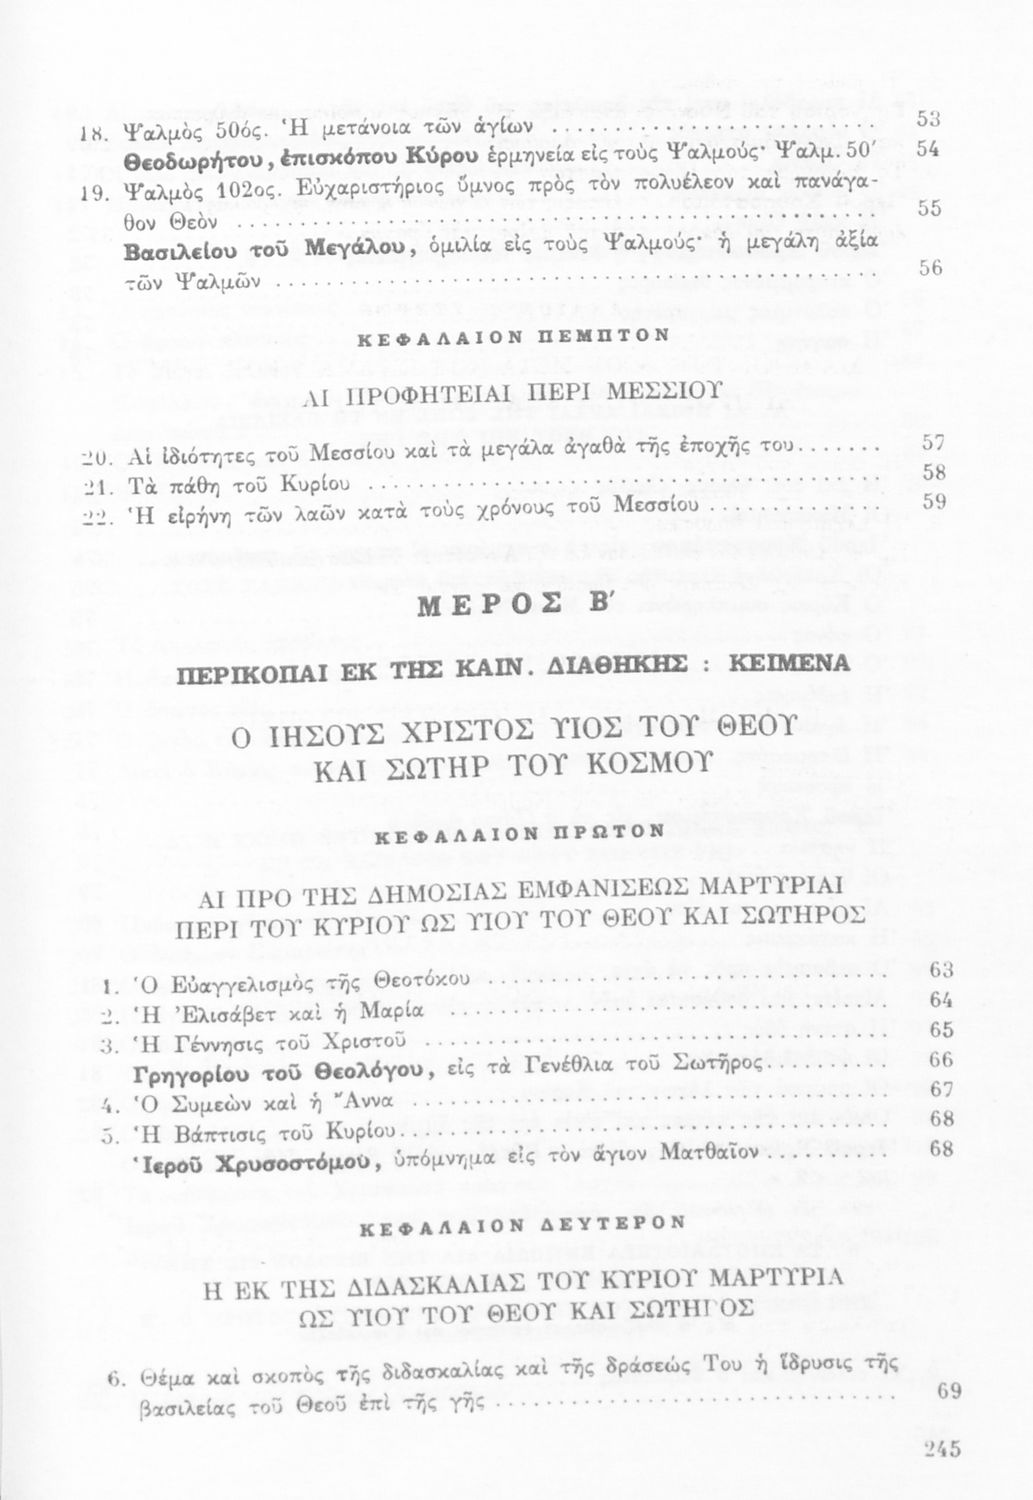 18. Ψαλμὸς 50ός. Ἡ μετάνοια τῶν ἁγίων ........................ 53
Θεοδωρήτου, ἐπισκόπου Κύρου ἑρμηνεία εἰς τοὺς Ψαλμούς· Ψαλμ. 50′ 54
19. Ψαλμὸς 102ος. Εὐχαριστήριος ὕμνος πρὸς τὸν πολυέλεον καὶ πανάγα-
θον Θεὸν ........................ 55
Βασιλείου τοῦ Μεγάλου, ὁμιλία εἰς τοὺς Ψαλμούς· ἡ μεγάλη ἀξία
τῶν Ψαλμῶν ........................ 56
ΚΕΦΑΛΑΙΟΝ ΠΕΜΠΤΟΝ
ΑΙ ΠΡΟΦΗΤΕΙΑΙ ΠΕΡΙ ΜΕΣΣΙΟΥ
20. Αἱ ἰδιότητες τοῦ Μεσσίου καὶ τὰ μεγάλα ἀγαθὰ τῆς ἐποχῆς του....... 57
21. Τὰ πάθη τοῦ Κυρίου ........................ 58
22. Ἡ εἰρήνη τῶν λαῶν κατὰ τοὺς χρόνους τοῦ Μεσσίου ............ 59
ΜΕΡΟΣ Β′
ΠΕΡΙΚΟΠΑΙ ΕΚ ΤΗΣ ΚΑΙΝ. ΔΙΑΘΗΚΗΣ : ΚΕΙΜΕΝΑ
Ο ΙΗΣΟΥΣ ΧΡΙΣΤΟΣ ΥΙΟΣ ΤΟΥ ΘΕΟΥ
ΚΑΙ ΣΩΤΗΡ ΤΟΥ ΚΟΣΜΟΥ
ΚΕΦΑΛΑΙΟΝ ΠΡΩΤΟΝ
ΑΙ ΠΡΟ ΤΗΣ ΔΗΜΟΣΙΑΣ ΕΜΦΑΝΙΣΕΩΣ ΜΑΡΤΥΡΙΑΙ
ΠΕΡΙ ΤΟΥ ΚΥΡΙΟΥ ΩΣ ΥΙΟΥ ΤΟΥ ΘΕΟΥ ΚΑΙ ΣΩΤΗΡΟΣ
1. Ὁ Εὐαγγελισμὸς τῆς Θεοτόκου ........................ 63
2. Ἡ Ἐλισάβετ καὶ ἡ Μαρία ........................ 64
3. Ἡ Γέννησις τοῦ Χριστοῦ ........................ 65
Γρηγορίου τοῦ Θεολόγου, εἰς τὰ Γενέθλια τοῦ Σωτῆρος.......... 66
4. Ὁ Συμεὼν καὶ ἡ Ἄννα ........................ 67
5. Ἡ Βάπτισις τοῦ Κυρίου........................ 68
Ἱεροῦ Χρυσοστόμου, ὑπόμνημα εἰς τὸν ἅγιον Ματθαῖον .......... 68
ΚΕΦΑΛΑΙΟΝ ΔΕΥΤΕΡΟΝ
Η ΕΚ ΤΗΣ ΔΙΔΑΣΚΑΛΙΑΣ ΤΟΥ ΚΥΡΙΟΥ ΜΑΡΤΥΡΙΑ
ΩΣ ΥΙΟΥ ΤΟΥ ΘΕΟΥ ΚΑΙ ΣΩΤΗΡΟΣ
6. Θέμα καὶ σκοπὸς τῆς διδασκαλίας καὶ τῆς δράσεώς Του ἡ ἵδρυσις τῆς
βασιλείας τοῦ Θεοῦ ἐπὶ τῆς γῆς ........................ 69
245